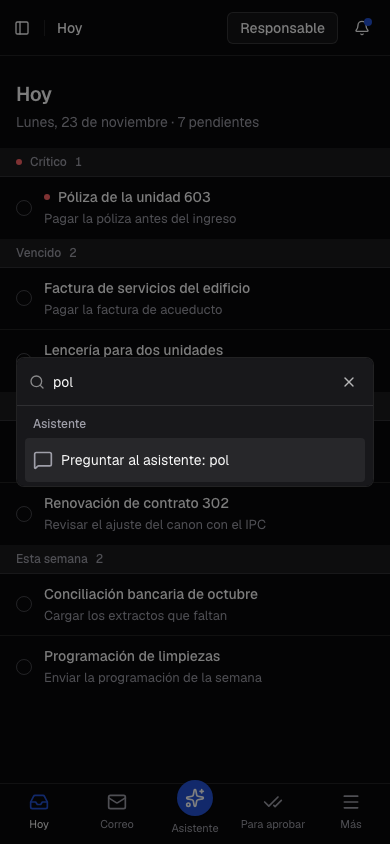 Hoy
Responsable
Hoy
Lunes, 23 de noviembre · 7 pendientes
Crítico 1
Póliza de la unidad 603
Pagar la póliza antes del ingreso
Vencido 2
Factura de servicios del edificio
Pagar la factura de acueducto
Lencería para dos unidades
pol
Asistente
Preguntar al asistente: pol
Renovación de contrato 302
Revisar el ajuste del canon con el IPC
Esta semana 2
Conciliación bancaria de octubre
Cargar los extractos que faltan
Programación de limpiezas
Enviar la programación de la semana
Hoy
Correo
Asistente
Para aprobar
Más